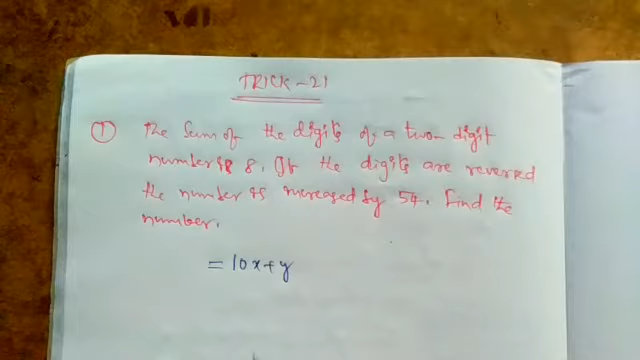 TRICK-21
① The Sum of the digits of a two digit
number is 8. If the digits are reversed
the number is increased by 54. Find the
number.
= 10x+y